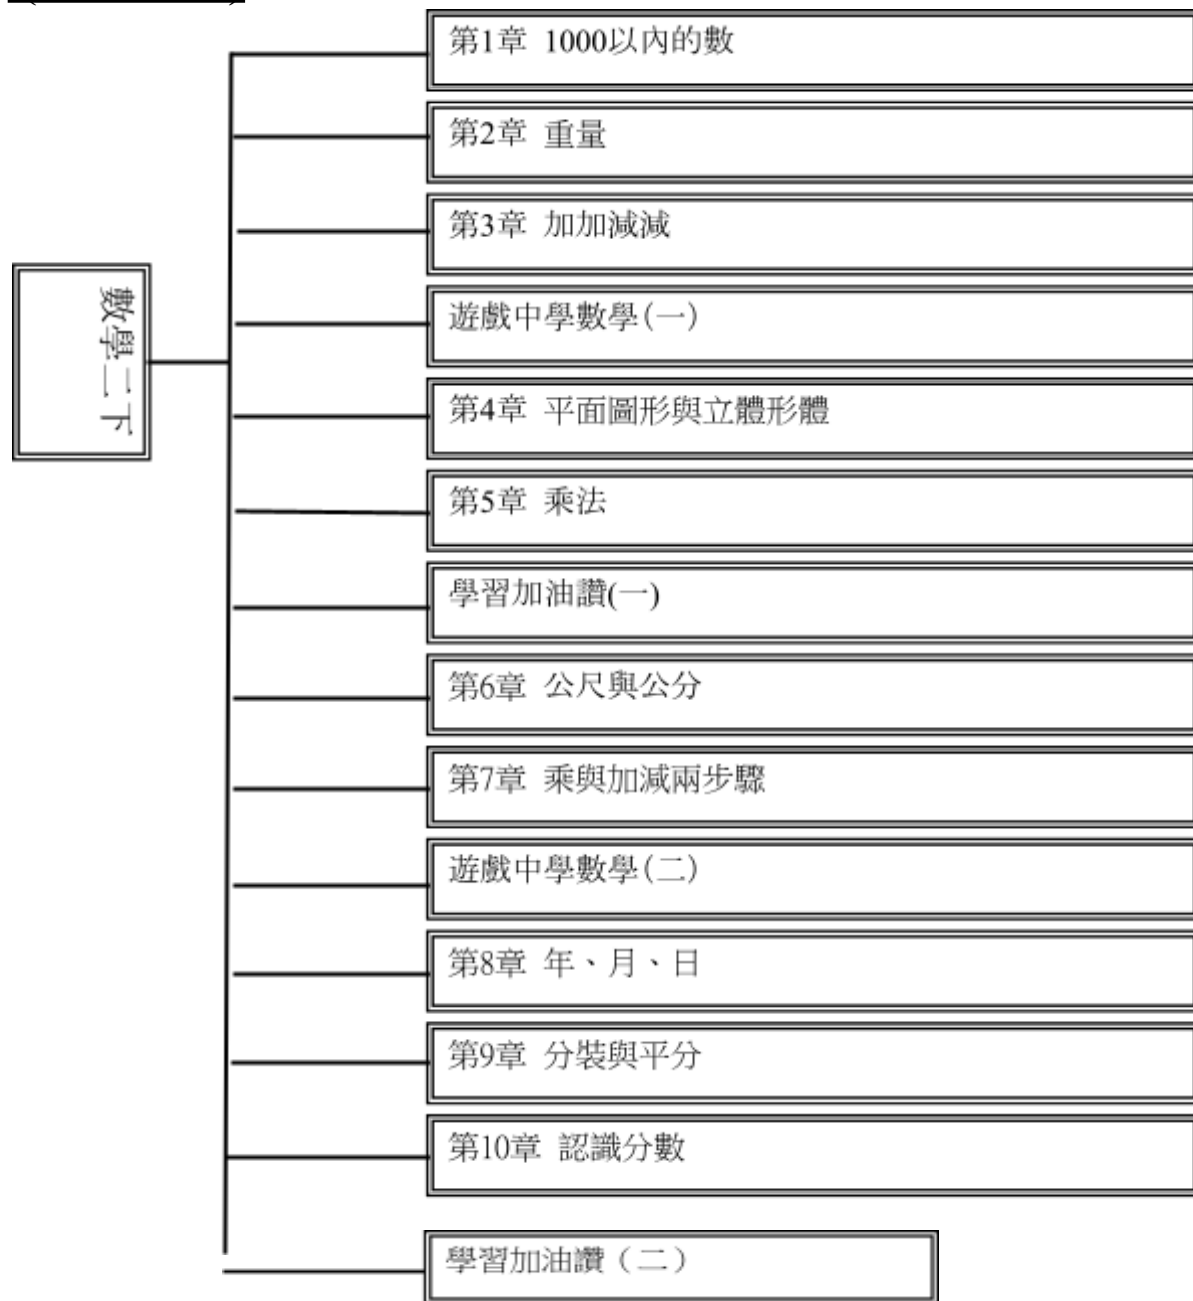 第1章 1000以內的數
第2章 重量
第3章 加加減減
遊戲中學數學(一)
數學二下
第4章 平面圖形與立體形體
第5章 乘法
學習加油讚(一)
第6章 公尺與公分
第7章 乘與加減兩步驟
遊戲中學數學(二)
第8章 年、月、日
第9章 分裝與平分
第10章 認識分數
學習加油讚（二）